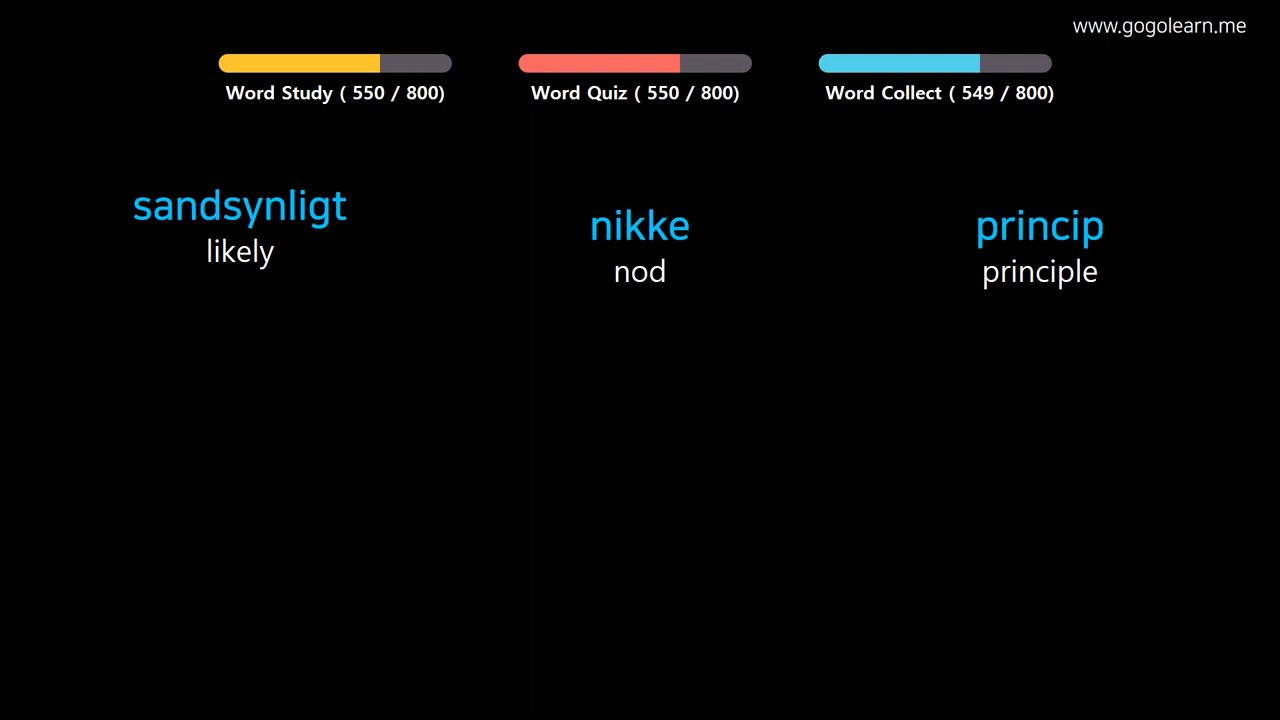 www.gogolearn.me
Word Study ( 550 / 800)
Word Quiz ( 550 / 800)
Word Collect ( 549 / 800)
sandsynligt
likely
nikke
nod
princip
principle